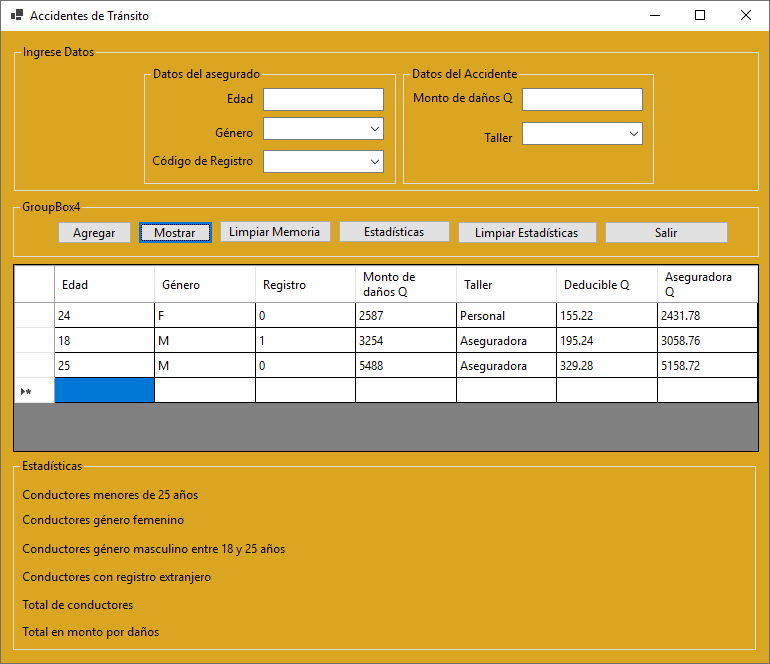 Accidentes de Tránsito
Ingrese Datos
Datos del asegurado
Edad
Género
Código de Registro
Datos del Accidente
Monto de daños Q
Taller
GroupBox4
Agregar Mostrar Limpiar Memoria Estadísticas Limpiar Estadísticas Salir
Edad Género Registro Monto de daños Q Taller Deducible Q Aseguradora Q
24 F 0 2587 Personal 155.22 2431.78
18 M 1 3254 Aseguradora 195.24 3058.76
25 M 0 5488 Aseguradora 329.28 5158.72
Estadísticas
Conductores menores de 25 años
Conductores género femenino
Conductores género masculino entre 18 y 25 años
Conductores con registro extranjero
Total de conductores
Total en monto por daños